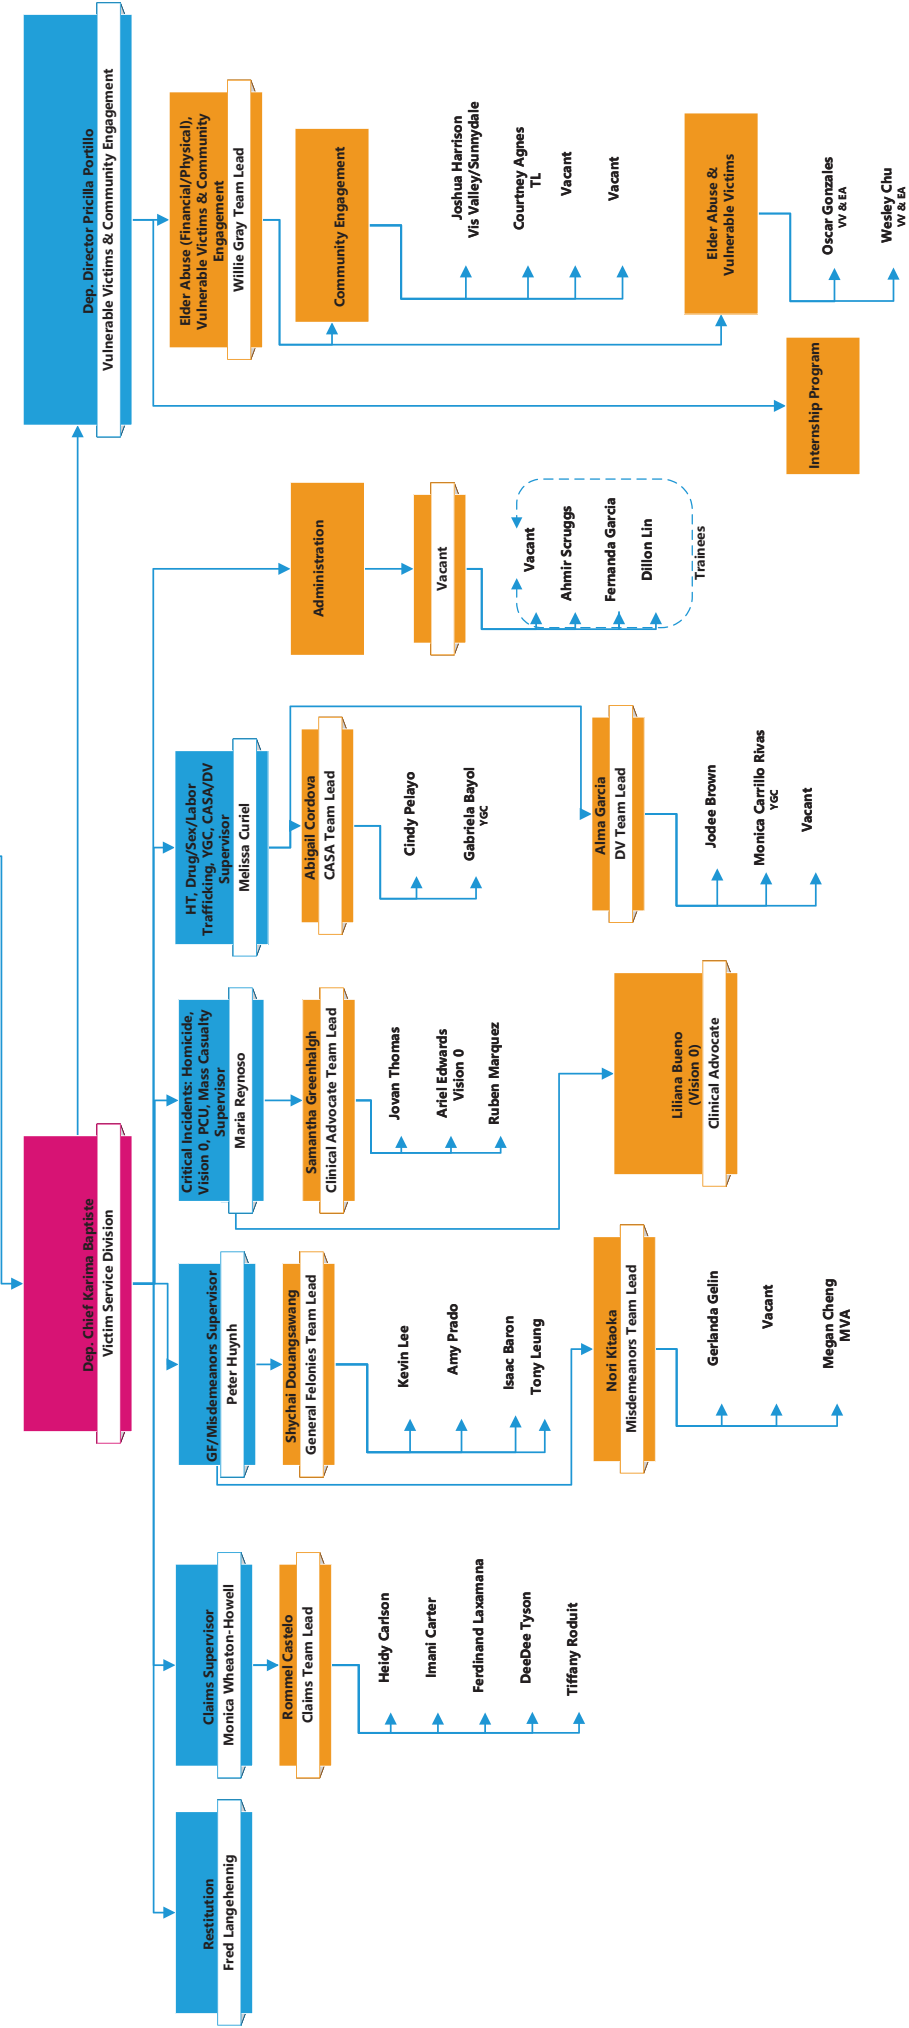 Dep. Chief Karima Baptiste
Victim Service Division
Dep. Director Pricilla Portillo
Vulnerable Victims & Community Engagement
Restitution
Fred Langehennig
Claims Supervisor
Monica Wheaton-Howell
Rommel Castelo
Claims Team Lead
Heidy Carlson
Imani Carter
Ferdinand Laxamana
DeeDee Tyson
Tiffany Roduit
GF/Misdemeanors Supervisor
Peter Huynh
Shychai Douangsawang
General Felonies Team Lead
Kevin Lee
Amy Prado
Isaac Baron
Tony Leung
Nori Kitaoka
Misdemeanors Team Lead
Gerlanda Gelin
Vacant
Megan Cheng
MVA
Critical Incidents: Homicide,
Vision 0, PCU, Mass Casualty
Supervisor
Maria Reynoso
Samantha Greenhalgh
Clinical Advocate Team Lead
Jovan Thomas
Ariel Edwards
Vision 0
Ruben Marquez
Liliana Bueno
(Vision 0)
Clinical Advocate
HT, Drug/Sex/Labor
Trafficking, YGC, CASA/DV
Supervisor
Melissa Curiel
Abigail Cordova
CASA Team Lead
Cindy Pelayo
Gabriela Bayol
YGC
Alma Garcia
DV Team Lead
Jodee Brown
Monica Carrillo Rivas
YGC
Vacant
Administration
Vacant
Vacant
Ahmir Scruggs
Fernanda Garcia
Dillon Lin
Trainees
Elder Abuse (Financial/Physical),
Vulnerable Victims & Community
Engagement
Willie Gray Team Lead
Community Engagement
Joshua Harrison
Vis Valley/Sunnydale
Courtney Agnes
TL
Vacant
Vacant
Elder Abuse &
Vulnerable Victims
Oscar Gonzales
VV & EA
Wesley Chu
VV & EA
Internship Program